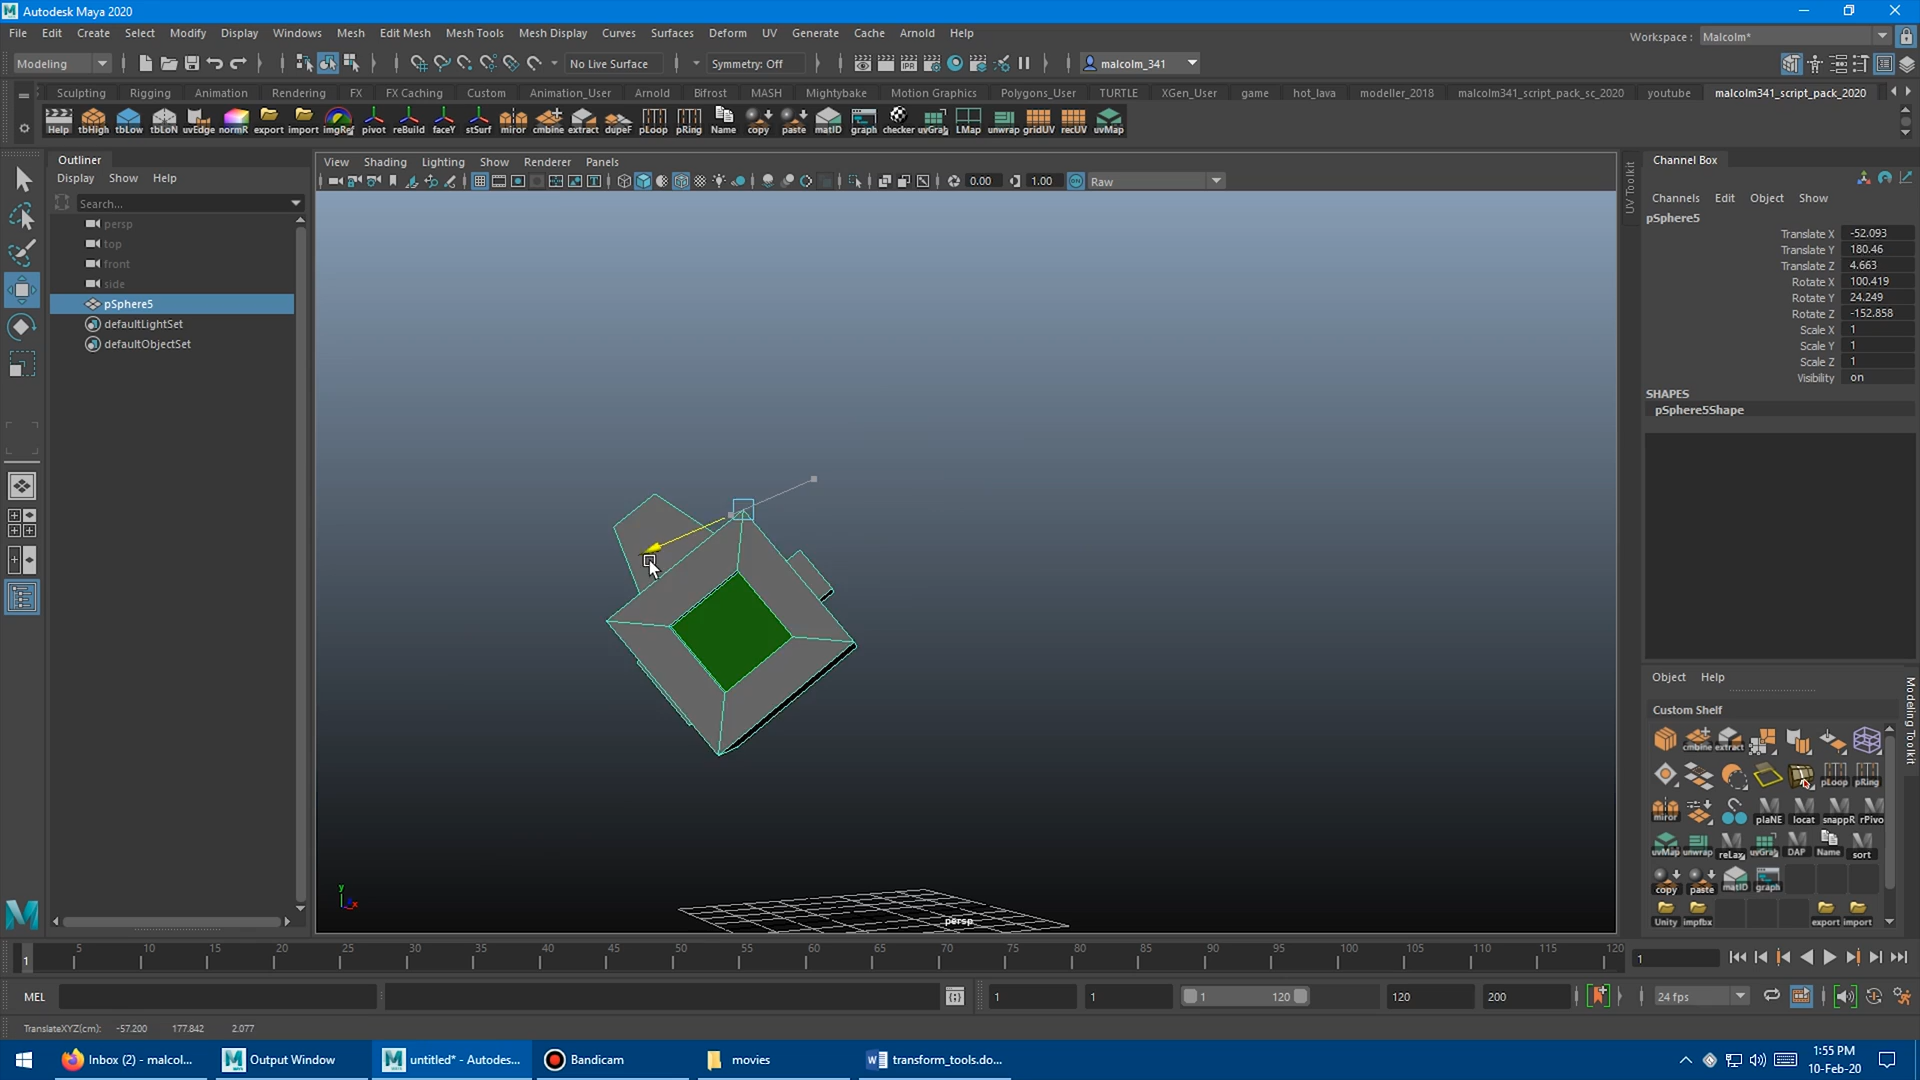 Autodesk Maya 2020
File Edit Create Select Modify Display Windows Mesh Edit Mesh Mesh Tools Mesh Display Curves Surfaces Deform UV Generate Cache Arnold Help
Workspace : Malcolm*
Modeling No Live Surface Symmetry: Off malcolm_341
Sculpting Rigging Animation Rendering FX FX Caching Custom Animation_User Arnold Bifrost MASH Mightybake Motion Graphics Polygons_User TURTLE XGen_User game hot_lava modeller_2018 malcolm341_script_pack_sc_2020 youtube malcolm341_script_pack_2020
Help tbHigh tbLow tbLoN uvEdge normR export import imgRef pivot reBuild faceY stSurf miror cmbine extract dupeF pLoop pRing Name copy paste matID graph checker uvGrab LMap unwrap gridUV recUV uvMap
Outliner
Display Show Help
Search...
persp
top
front
side
pSphere5
defaultLightSet
defaultObjectSet
View Shading Lighting Show Renderer Panels
0.00 1.00 Raw
y
x
persp
UV Toolkit
Channel Box
Channels Edit Object Show
pSphere5
Translate X -52.093
Translate Y 180.46
Translate Z 4.663
Rotate X 100.419
Rotate Y 24.249
Rotate Z -152.858
Scale X 1
Scale Y 1
Scale Z 1
Visibility on
SHAPES
pSphere5Shape
Object Help
Modeling Toolkit
Custom Shelf
cmbine extract
pLoop pRing
miror plaNE locat snappR rPivo
uvMap unwrap reLax uvGrab DAP Name sort
copy paste matID graph
Unity impfbx export import
5 10 15 20 25 30 35 40 45 50 55 60 65 70 75 80 85 90 95 100 105 110 115 120
1 1
MEL 1 1 1 120 120 200 24 fps
TranslateXYZ(cm): -57.200 177.842 2.077
Inbox (2) - malcol... Output Window untitled* - Autodes... Bandicam movies transform_tools.do...
1:55 PM
10-Feb-20